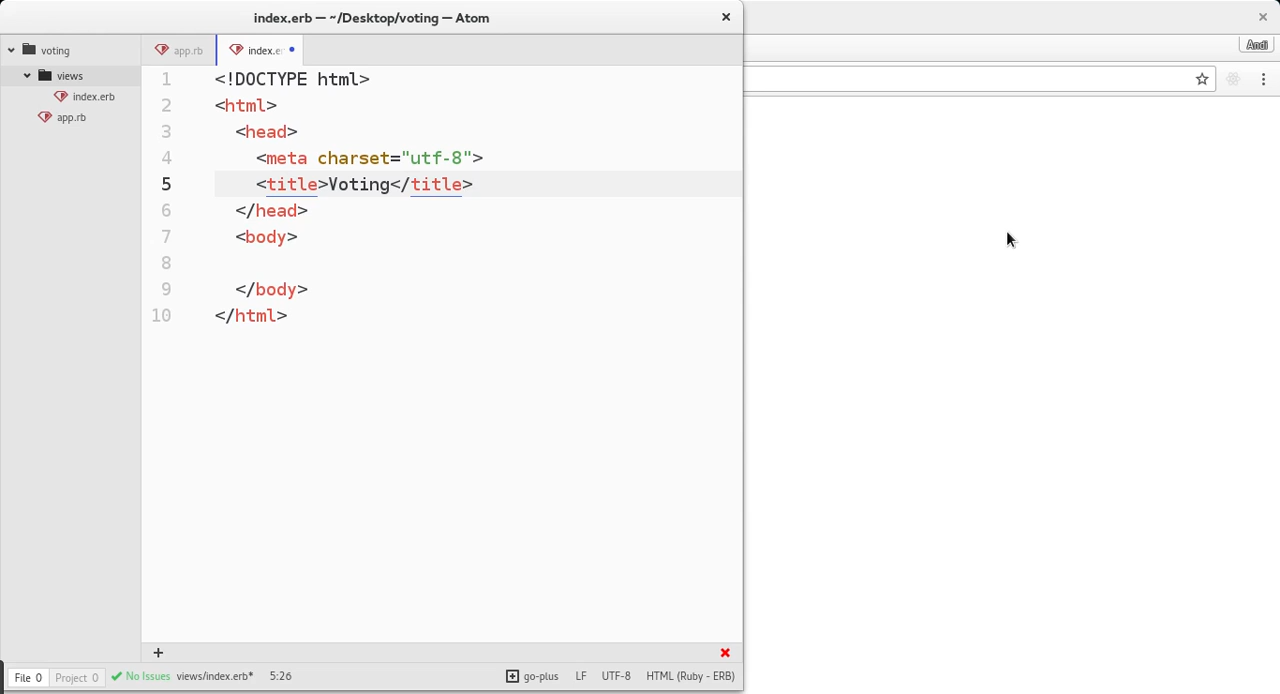 index.erb — ~/Desktop/voting — Atom
Andi
voting
views
index.erb
app.rb
app.rb
index.er
1 <!DOCTYPE html>
2 <html>
3 <head>
4 <meta charset="utf-8">
5 <title>Voting</title>
6 </head>
7 <body>
8
9 </body>
10 </html>
File 0 Project 0 No Issues views/index.erb* 5:26 go-plus LF UTF-8 HTML (Ruby - ERB)